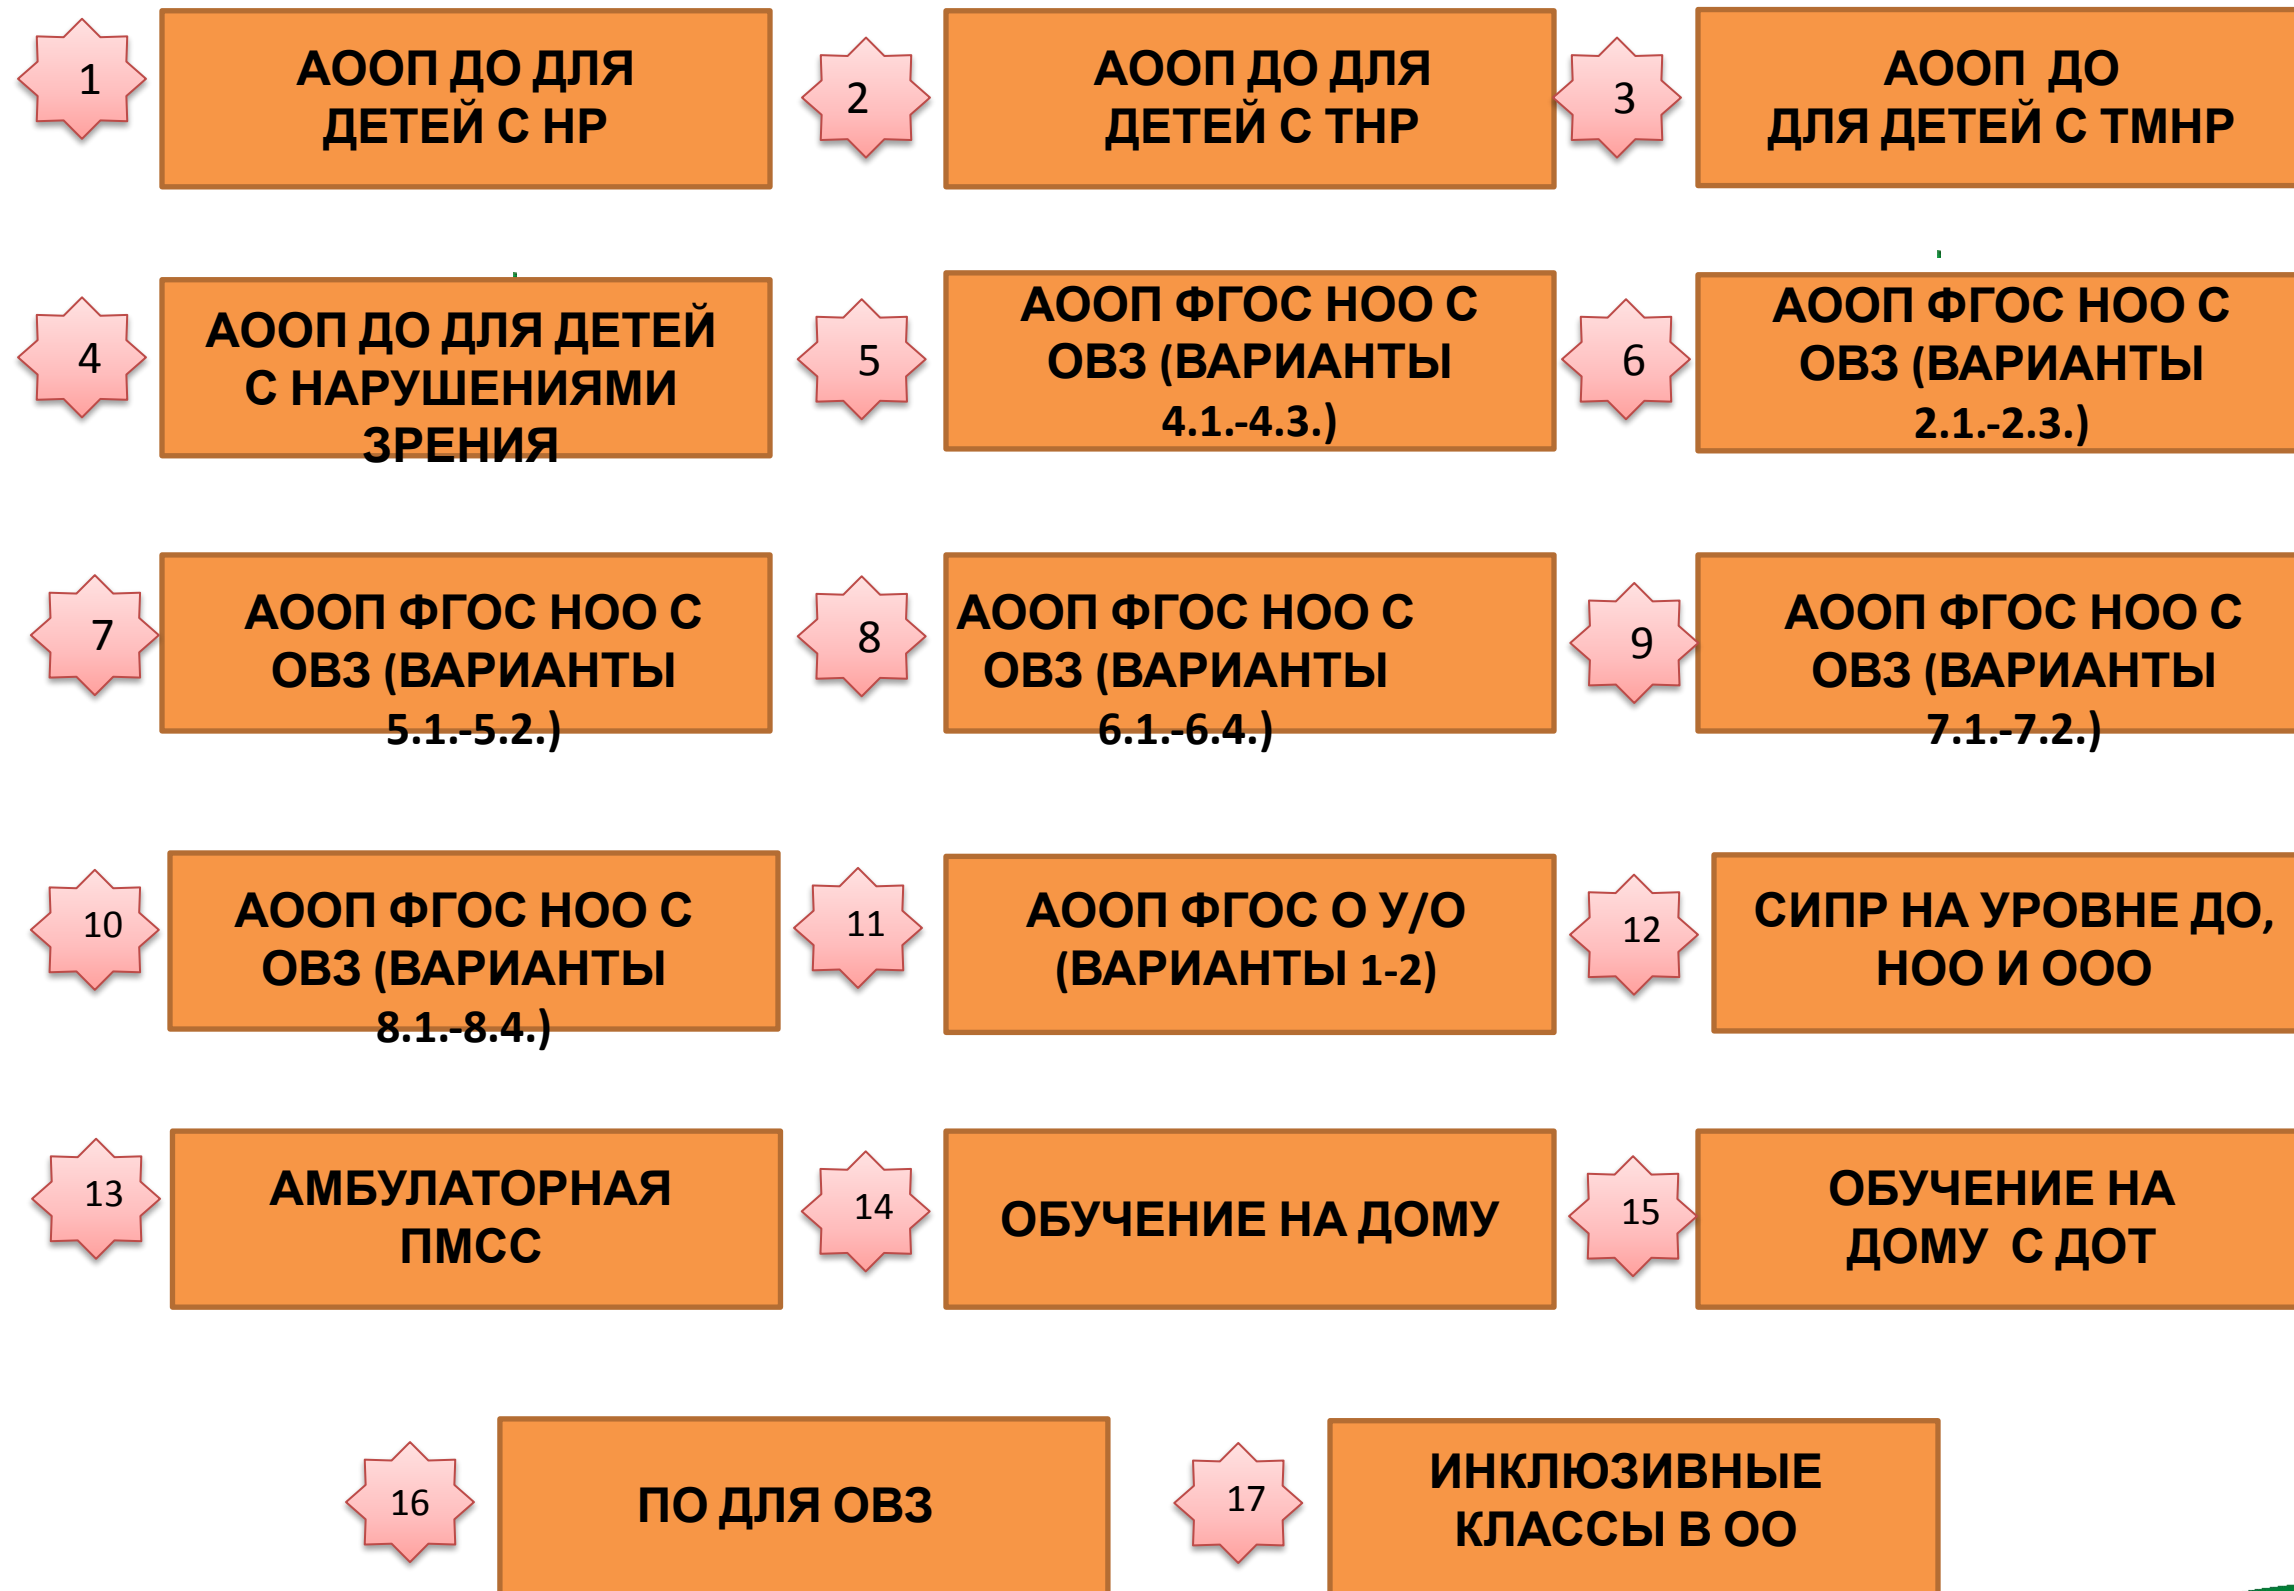 1
АООП ДО ДЛЯ
ДЕТЕЙ С НР
2
АООП ДО ДЛЯ
ДЕТЕЙ С ТНР
3
АООП ДО
ДЛЯ ДЕТЕЙ С ТМНР
4
АООП ДО ДЛЯ ДЕТЕЙ
С НАРУШЕНИЯМИ
ЗРЕНИЯ
5
АООП ФГОС НОО С
ОВЗ (ВАРИАНТЫ
4.1.-4.3.)
6
АООП ФГОС НОО С
ОВЗ (ВАРИАНТЫ
2.1.-2.3.)
7
АООП ФГОС НОО С
ОВЗ (ВАРИАНТЫ
5.1.-5.2.)
8
АООП ФГОС НОО С
ОВЗ (ВАРИАНТЫ
6.1.-6.4.)
9
АООП ФГОС НОО С
ОВЗ (ВАРИАНТЫ
7.1.-7.2.)
10
АООП ФГОС НОО С
ОВЗ (ВАРИАНТЫ
8.1.-8.4.)
11
АООП ФГОС О У/О
(ВАРИАНТЫ 1-2)
12
СИПР НА УРОВНЕ ДО,
НОО И ООО
13
АМБУЛАТОРНАЯ
ПМСС
14
ОБУЧЕНИЕ НА ДОМУ
15
ОБУЧЕНИЕ НА
ДОМУ С ДОТ
16
ПО ДЛЯ ОВЗ
17
ИНКЛЮЗИВНЫЕ
КЛАССЫ В ОО